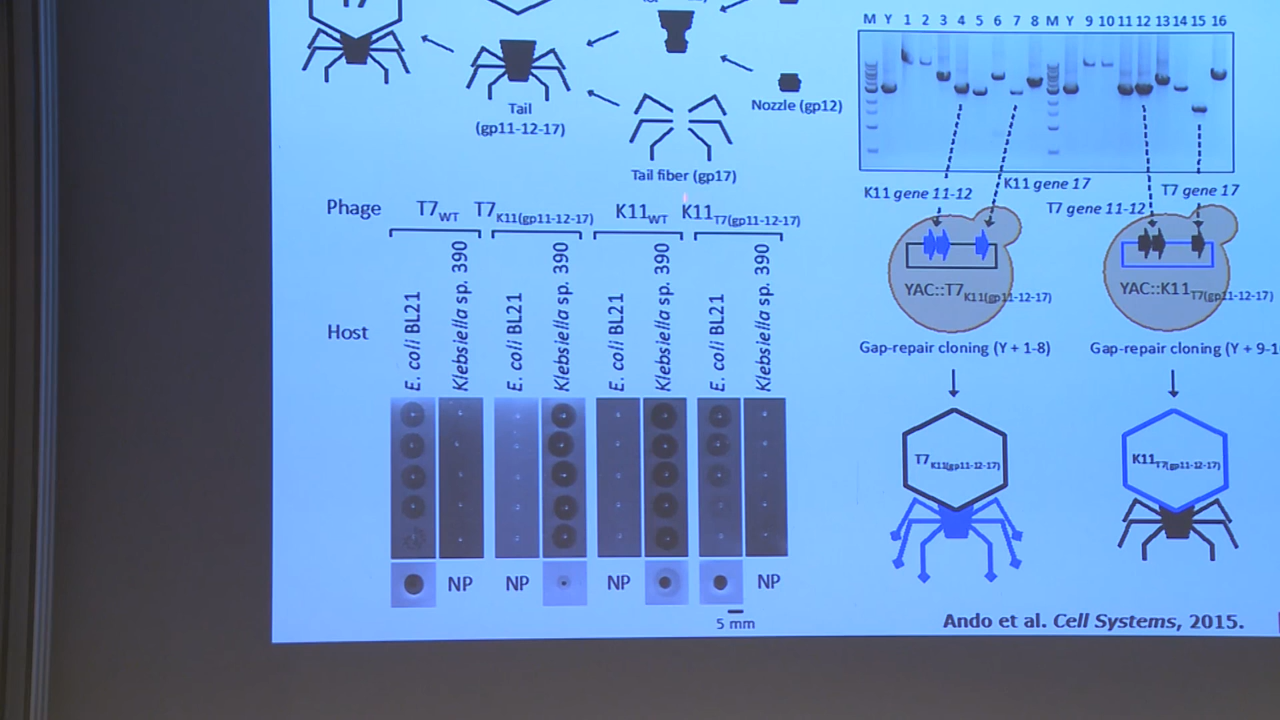 T7
Tail
(gp11-12-17)
Nozzle (gp12)
Tail fiber (gp17)
M Y 1 2 3 4 5 6 7 8 M Y 9 10 11 12 13 14 15 16
K11 gene 11-12
K11 gene 17
T7 gene 11-12
T7 gene 17
Phage
T7WT
T7K11(gp11-12-17)
K11WT
K11T7(gp11-12-17)
Host
E. coli BL21
Klebsiella sp. 390
E. coli BL21
Klebsiella sp. 390
E. coli BL21
Klebsiella sp. 390
E. coli BL21
Klebsiella sp. 390
YAC::T7K11(gp11-12-17)
YAC::K11T7(gp11-12-17)
Gap-repair cloning (Y + 1-8)
Gap-repair cloning (Y + 9-1
T7K11(gp11-12-17)
K11T7(gp11-12-17)
NP
NP
NP
NP
5 mm
Ando et al. Cell Systems, 2015.